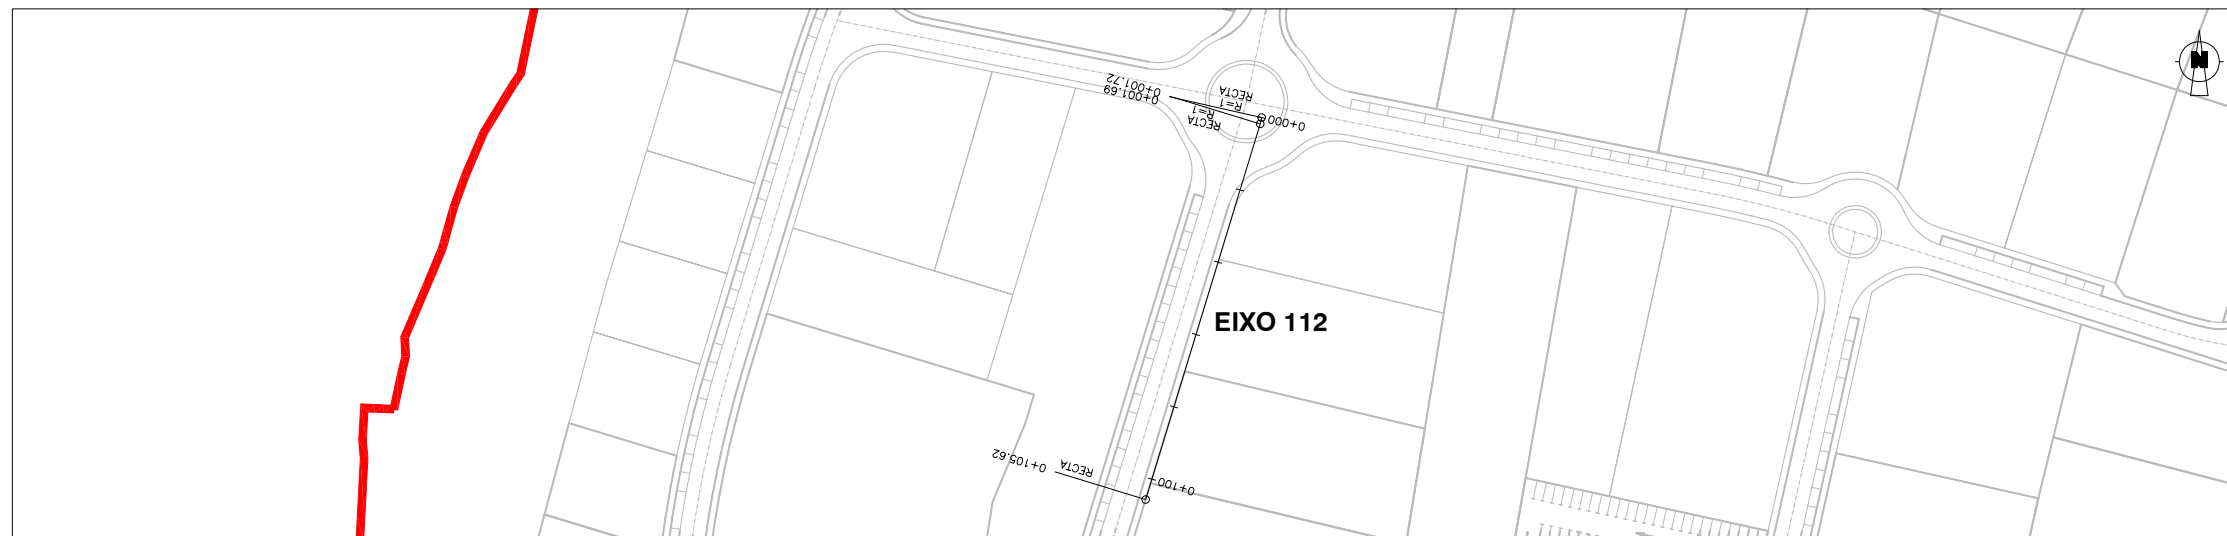 N
0+001.72
0+001.69
RECTA
R=1
R=1
RECTA
0+000
EIXO 112
0+105.62
RECTA
0+100